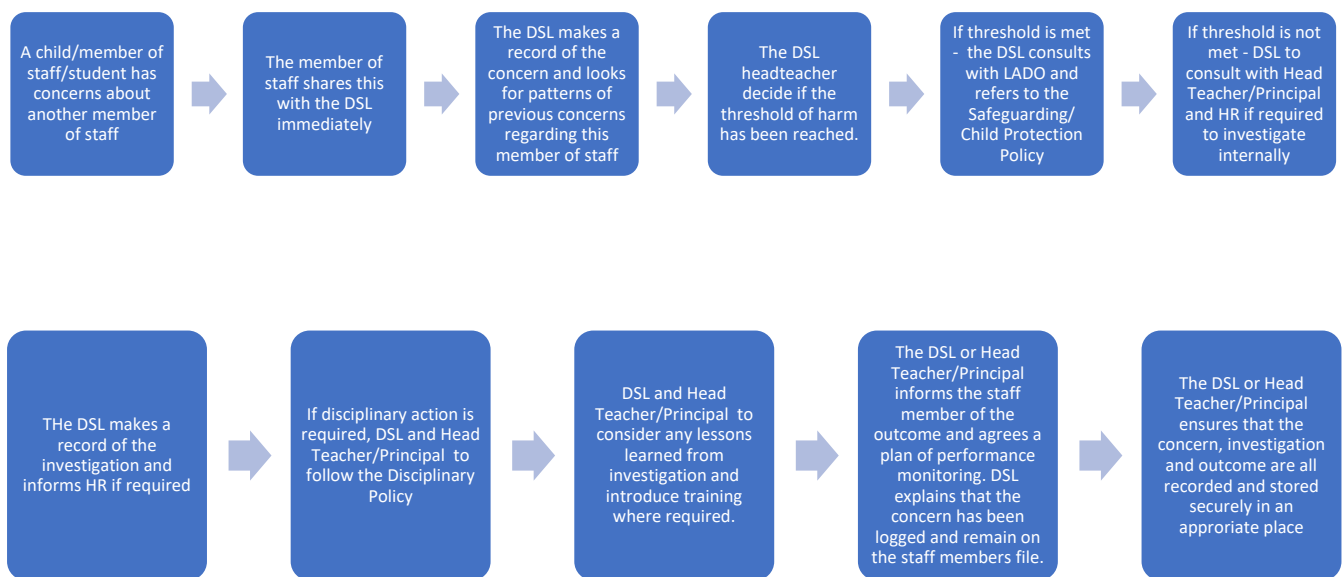 A child/member of
staff/student has
concerns about
another member
of staff
The member of
staff shares this
with the DSL
immediately
The DSL makes a
record of the
concern and looks
for patterns of
previous concerns
regarding this
member of staff
The DSL
headteacher
decide if the
threshold of harm
has been reached.
If threshold is met
- the DSL consults
with LADO and
refers to the
Safeguarding/
Child Protection
Policy
If threshold is not
met - DSL to
consult with Head
Teacher/Principal
and HR if required
to investigate
internally
THe DSL makes a
record of the
investigation and
informs HR if required
If disciplinary action is
required, DSL and Head
Teacher/Principal to
follow the Disciplinary
Policy
DSL and Head
Teacher/Principal to
consider any lessons
learned from
investigation and
introduce training
where required.
The DSL or Head
Teacher/Principal
informs the staff
member of the
outcome and agrees a
plan of performance
monitoring. DSL
explains that the
concern has been
logged and remain on
the staff members file.
The DSL or Head
Teacher/Principal
ensures that the
concern, investigation
and outcome are all
recorded and stored
securely in an
approriate place